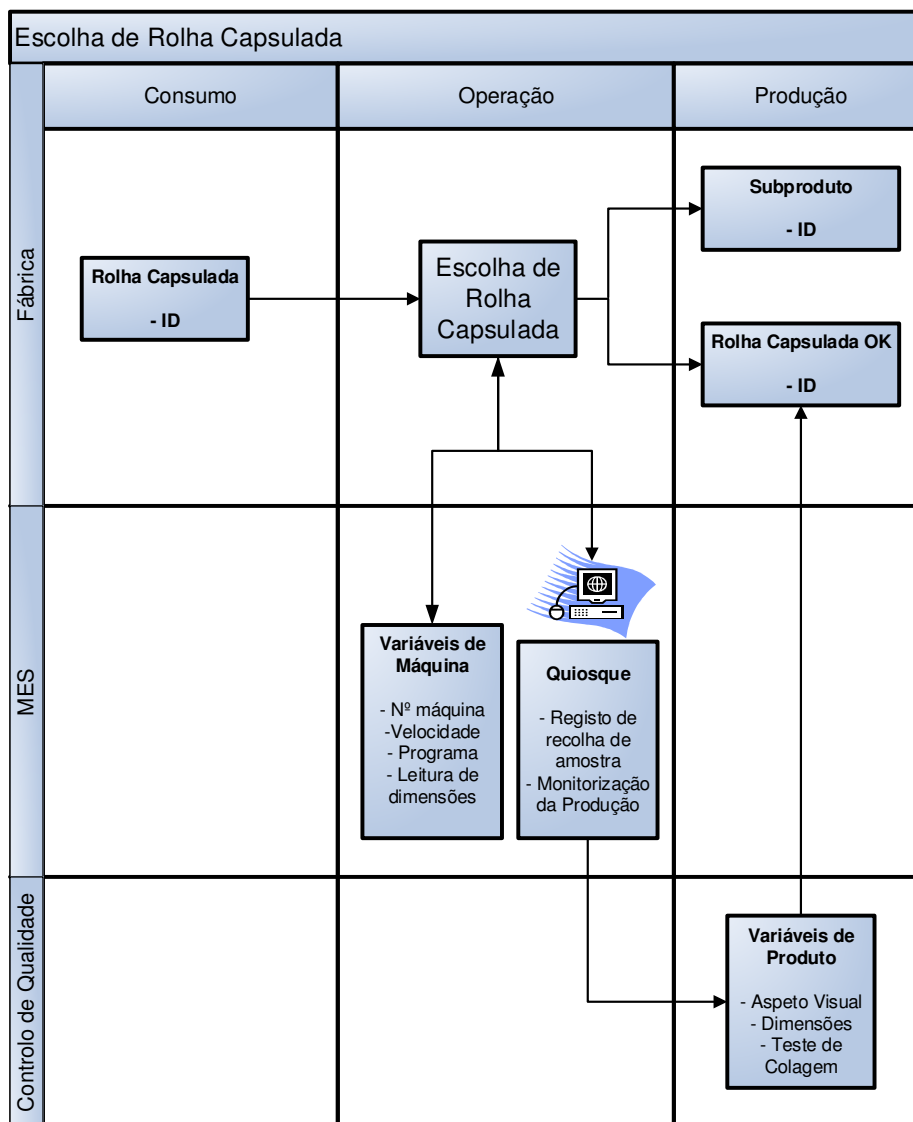 Escolha de Rolha Capsulada
Consumo
Operação
Produção
Fábrica
Rolha Capsulada
- ID
Escolha de
Rolha
Capsulada
Subproduto
- ID
Rolha Capsulada OK
- ID
MES
Variáveis de
Máquina
- Nº máquina
-Velocidade
- Programa
- Leitura de
dimensões
Quiosque
- Registo de
recolha de
amostra
- Monitorização
da Produção
Controlo de Qualidade
Variáveis de
Produto
- Aspeto Visual
- Dimensões
- Teste de
Colagem